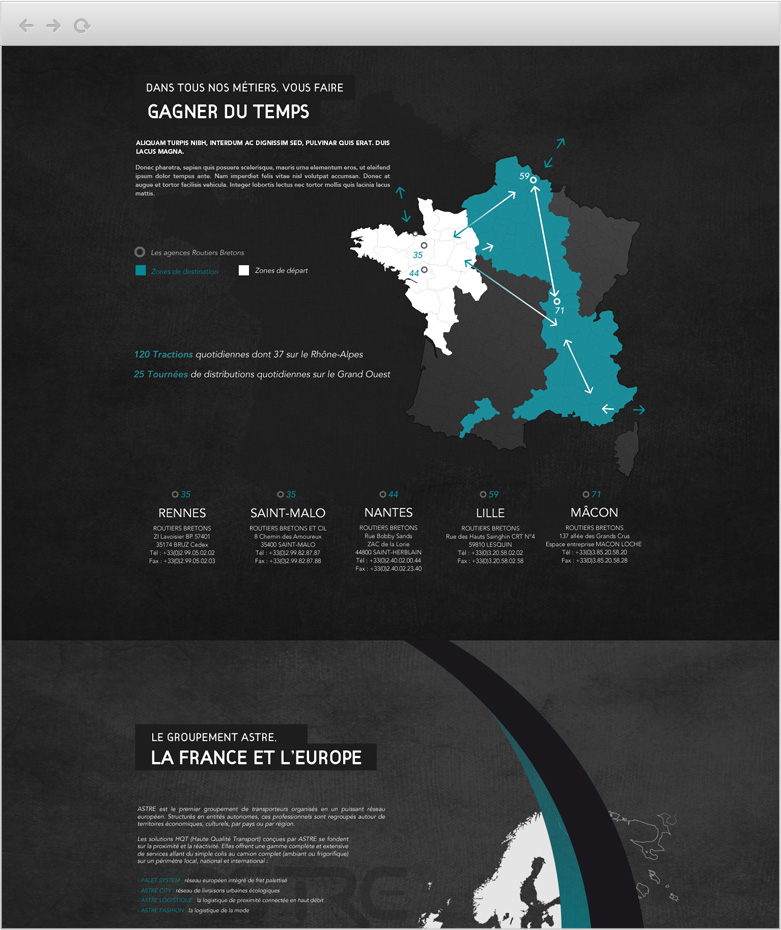 DANS TOUS NOS MÉTIERS, VOUS FAIRE
GAGNER DU TEMPS
ALIQUAM TURPIS NIBH, INTERDUM AC DIGNISSIM SED, PULVINAR QUIS ERAT. DUIS
LACUS MAGNA.
Donec pharetra, sapien quis posuere scelerisque, mauris urna elementum eros, ut eleifend
ipsum dolor tempus ante. Nam imperdiet felis vitae nisl volutpat accumsan. Donec at
augue et tortor facilisis vehicula. Integer lobortis lectus nec tortor mollis quis lacinia lacus
mattis.
59
Les agences Routiers Bretons
35
Zones de destination
Zones de départ
44
71
120 Tractions quotidiennes dont 37 sur le Rhône-Alpes
25 Tournées de distributions quotidiennes sur le Grand Ouest
35
RENNES
ROUTIERS BRETONS
ZI Lavoisier BP 57401
35174 BRUZ Cedex
Tél : +33(0)2.99.05.02.02
Fax : +33(0)2.99.05.02.03
35
SAINT-MALO
ROUTIERS BRETONS ET CIL
8 Chemin des Amoureux
35400 SAINT-MALO
Tél : +33(0)2.99.82.87.87
Fax : +33(0)2.99.82.87.88
44
NANTES
ROUTIERS BRETONS
Rue Bobby Sands
ZAC de la Lorie
44800 SAINT-HERBLAIN
Tél : +33(0)2.40.02.00.44
Fax : +33(0)2.40.02.23.40
59
LILLE
ROUTIERS BRETONS
Rue des Hauts Sainghin CRT N°4
59810 LESQUIN
Tél : +33(0)3.20.58.02.02
Fax : +33(0)3.20.58.02.58
71
MÂCON
ROUTIERS BRETONS
137 allée des Grands Crus
Espace entreprise MACON LOCHE
Tél : +33(0)3.85.20.58.20
Fax : +33(0)3.85.20.58.28
LE GROUPEMENT ASTRE.
LA FRANCE ET L'EUROPE
ASTRE est le premier groupement de transporteurs organisés en un puissant réseau
européen. Structurés en entités autonomes, ces professionnels sont regroupés autour de
territoires économiques, culturels, par pays ou par région.
Les solutions HQT (Haute Qualité Transport) conçues par ASTRE se fondent
sur la proximité et la réactivité. Elles offrent une gamme complète et extensive
de services allant du simple colis au camion complet (ambiant ou frigorifique)
sur un périmètre local, national et international :
- PALET SYSTEM : réseau européen intégré de fret palettisé
- ASTRE CITY : réseau de livraisons urbaines écologiques
- ASTRE LOGISTIQUE : la logistique de proximité connectée en haut débit
- ASTRE FASHION : la logistique de la mode